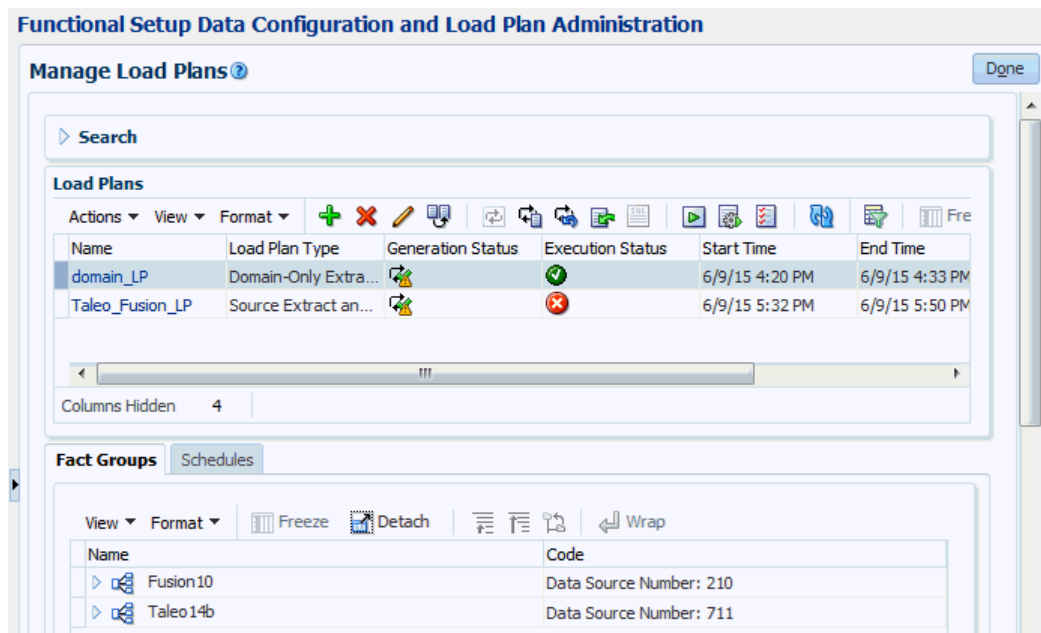 Functional Setup Data Configuration and Load Plan Administration
Manage Load Plans
Done
Search
Load Plans
Actions View Format Fre
Name Load Plan Type Generation Status Execution Status Start Time End Time
domain_LP Domain-Only Extra... 6/9/15 4:20 PM 6/9/15 4:33 PM
Taleo_Fusion_LP Source Extract an... 6/9/15 5:32 PM 6/9/15 5:50 PM
Columns Hidden 4
Fact Groups Schedules
View Format Freeze Detach Wrap
Name Code
Fusion10 Data Source Number: 210
Taleo14b Data Source Number: 711